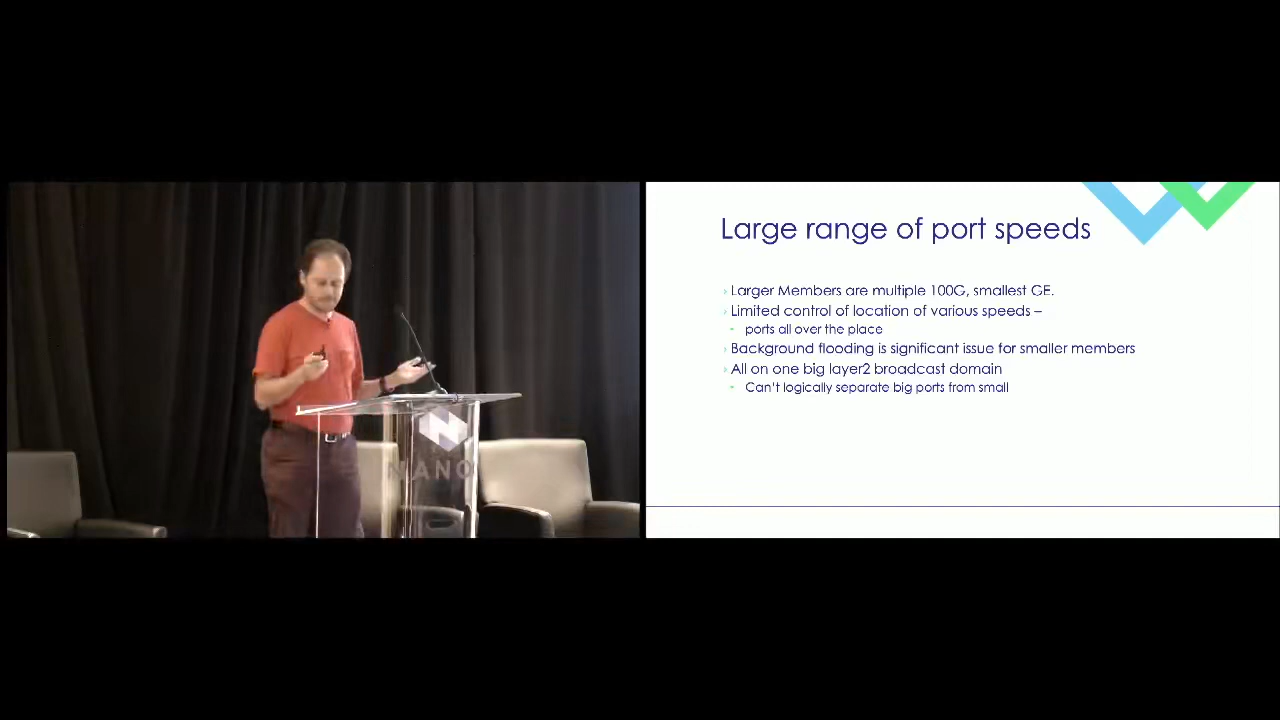 Large range of port speeds
› Larger Members are multiple 100G, smallest GE.
› Limited control of location of various speeds –
- ports all over the place
› Background flooding is significant issue for smaller members
› All on one big layer2 broadcast domain
- Can't logically separate big ports from small
NANO